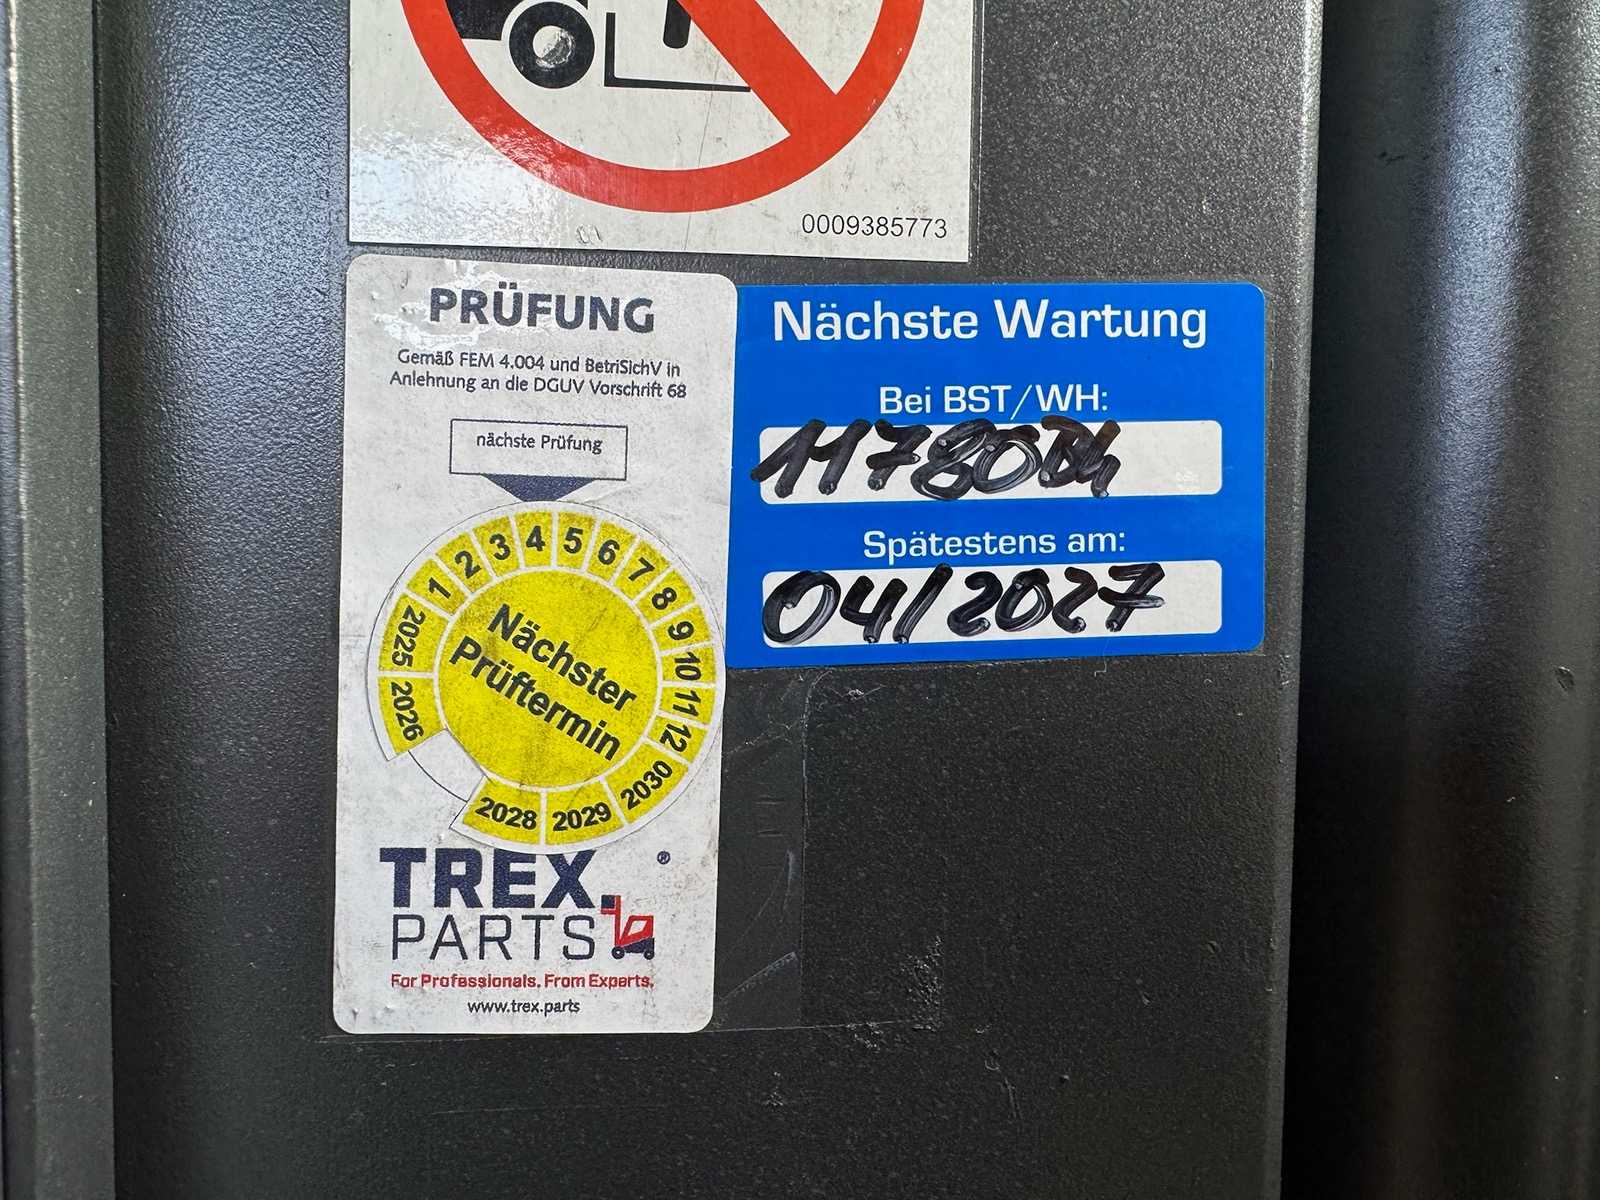 0009385773
PRÜFUNG
Gemäß FEM 4.004 und BetriSichV in
Anlehnung an die DGUV Vorschrift 68
nächste Prüfung
1 2 3 4 5 6 7 8 9 10 11 12
2025 2026 2028 2029 2030
Nächster
Prüftermin
TREX.®
PARTS
For Professionals. From Experts.
www.trex.parts
Nächste Wartung
Bei BST/WH:
11780Bh
Spätestens am:
04/2027